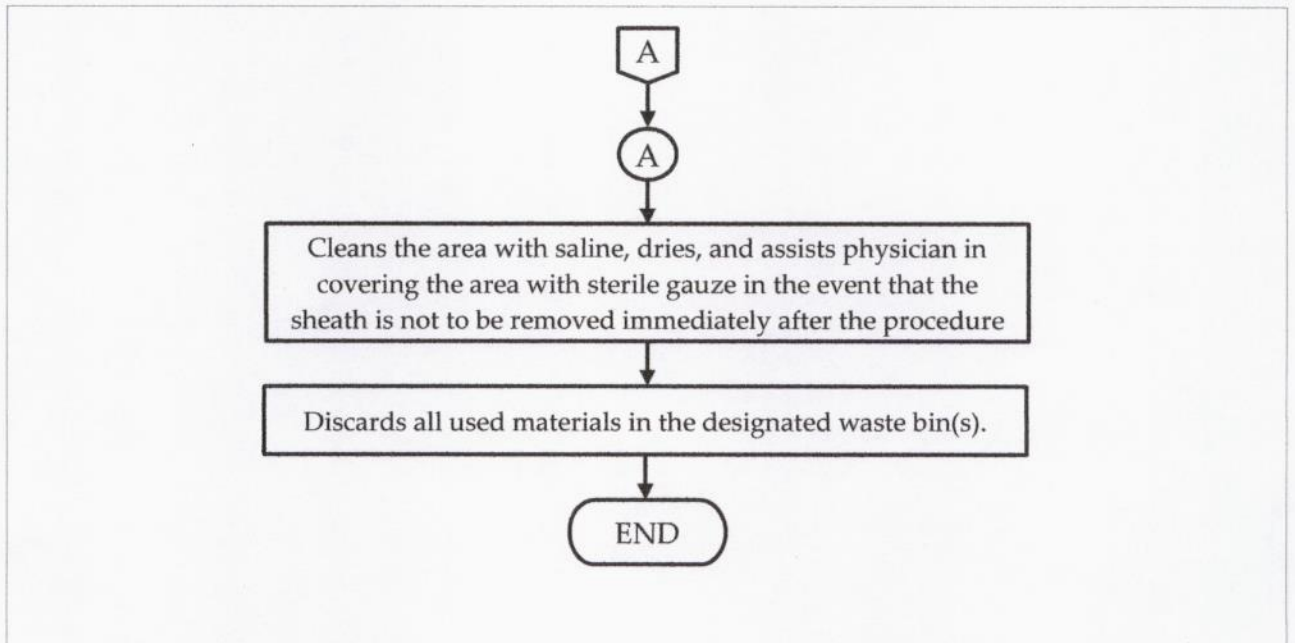 A
A
Cleans the area with saline, dries, and assists physician in
covering the area with sterile gauze in the event that the
sheath is not to be removed immediately after the procedure
Discards all used materials in the designated waste bin(s).
END